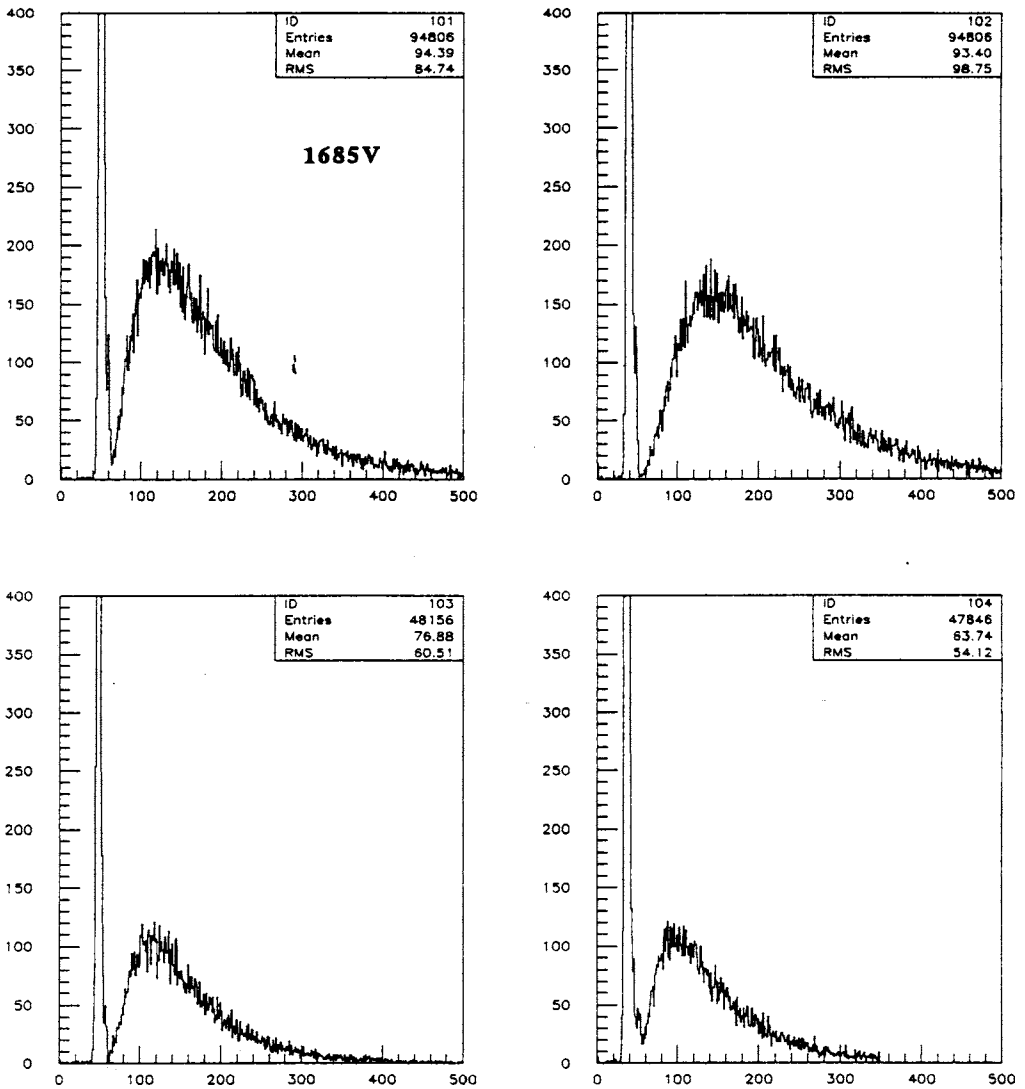 ID 101
Entries 94806
Mean 94.39
RMS 84.74
1685V
400
350
300
250
200
150
100
50
0
0 100 200 300 400 500
ID 102
Entries 94806
Mean 93.40
RMS 98.75
400
350
300
250
200
150
100
50
0
0 100 200 300 400 500
ID 103
Entries 48156
Mean 76.88
RMS 60.51
400
350
300
250
200
150
100
50
0
0 100 200 300 400 500
ID 104
Entries 47846
Mean 63.74
RMS 54.12
400
350
300
250
200
150
100
50
0
0 100 200 300 400 500